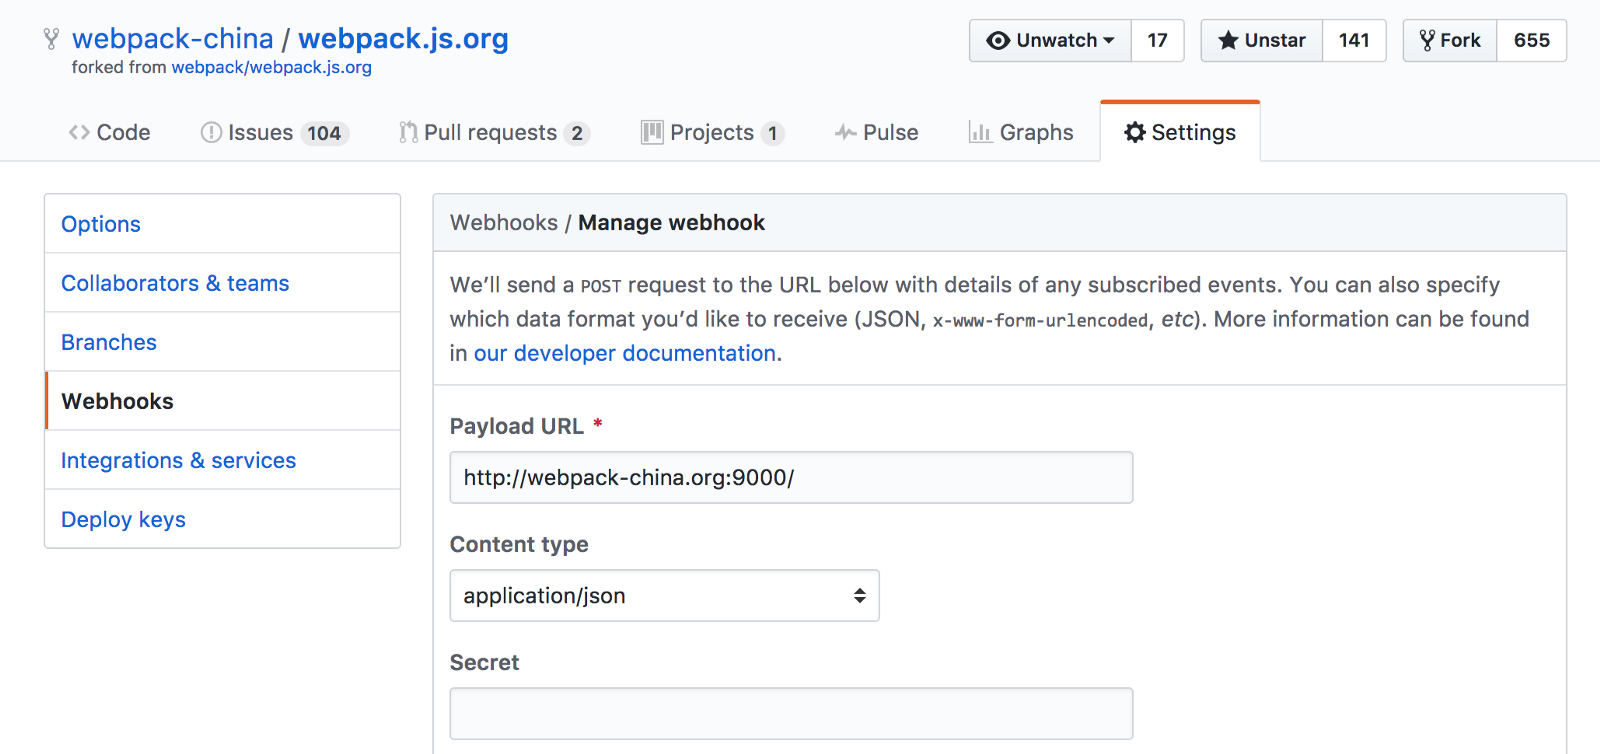 webpack-china / webpack.js.org
forked from webpack/webpack.js.org
Unwatch 17 Unstar 141 Fork 655
Code Issues 104 Pull requests 2 Projects 1 Pulse Graphs Settings
Options
Collaborators & teams
Branches
Webhooks
Integrations & services
Deploy keys
Webhooks / Manage webhook
We’ll send a POST request to the URL below with details of any subscribed events. You can also specify
which data format you’d like to receive (JSON, x-www-form-urlencoded, etc). More information can be found
in our developer documentation.
Payload URL *
http://webpack-china.org:9000/
Content type
application/json
Secret